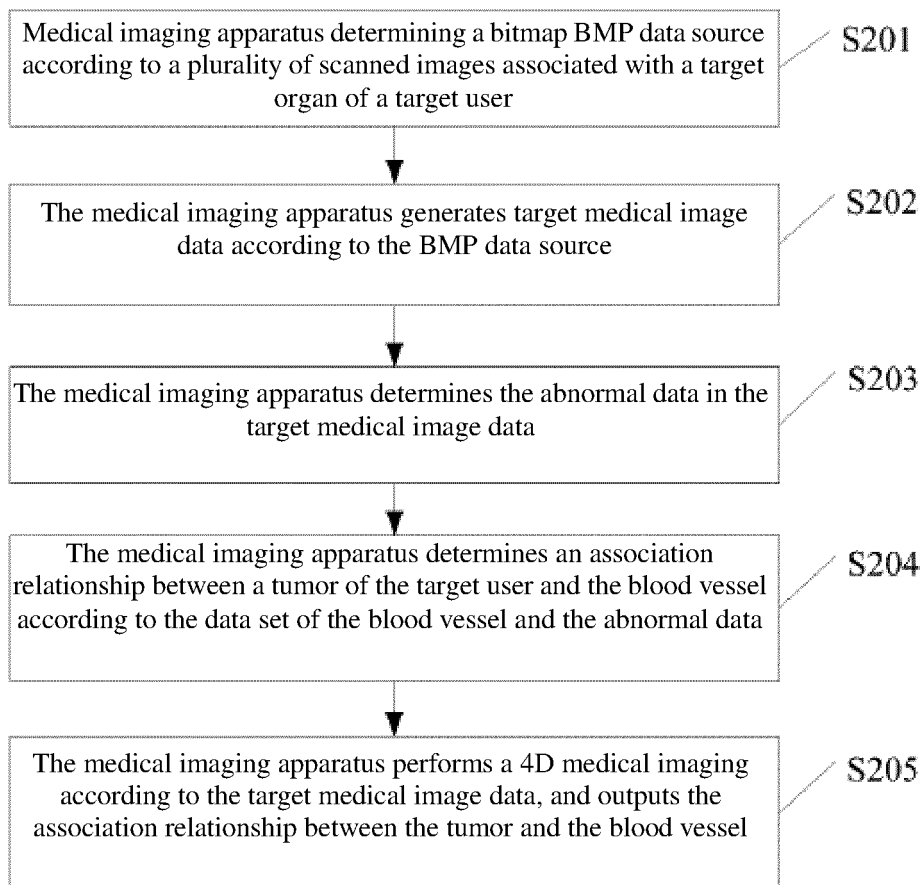 Medical imaging apparatus determining a bitmap BMP data source
according to a plurality of scanned images associated with a target
organ of a target user
S201
The medical imaging apparatus generates target medical image
data according to the BMP data source
S202
The medical imaging apparatus determines the abnormal data in the
target medical image data
S203
The medical imaging apparatus determines an association
relationship between a tumor of the target user and the blood vessel
according to the data set of the blood vessel and the abnormal data
S204
The medical imaging apparatus performs a 4D medical imaging
according to the target medical image data, and outputs the
association relationship between the tumor and the blood vessel
S205